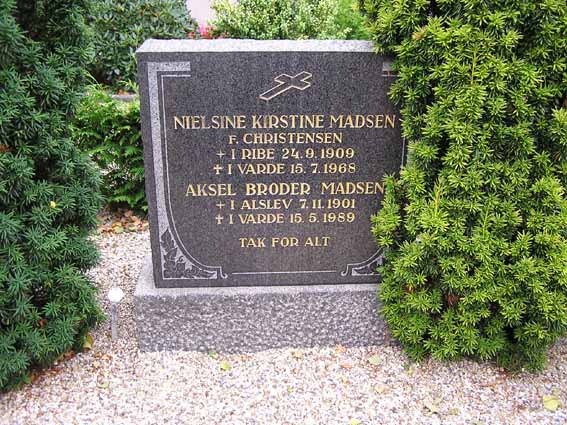 NIELSINE KIRSTINE MADSEN
F. CHRISTENSEN
+ I RIBE 24.9.1909
✝ I VARDE 15.7.1968
AKSEL BRODER MADSEN
+ I ALSLEV 7.11.1901
✝ I VARDE 15.5.1989
TAK FOR ALT